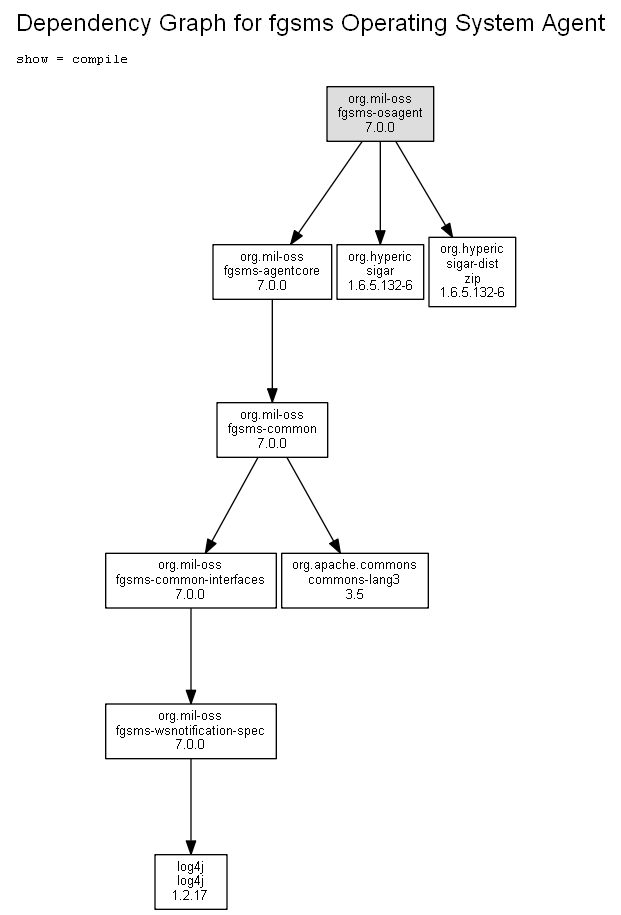 Dependency Graph for fgsms Operating System Agent
show = compile
org.mil-oss
fgsms-osagent
7.0.0
org.mil-oss
fgsms-agentcore
7.0.0
org.hyperic
sigar
1.6.5.132-6
org.hyperic
sigar-dist
zip
1.6.5.132-6
org.mil-oss
fgsms-common
7.0.0
org.mil-oss
fgsms-common-interfaces
7.0.0
org.apache.commons
commons-lang3
3.5
org.mil-oss
fgsms-wsnotification-spec
7.0.0
log4j
log4j
1.2.17